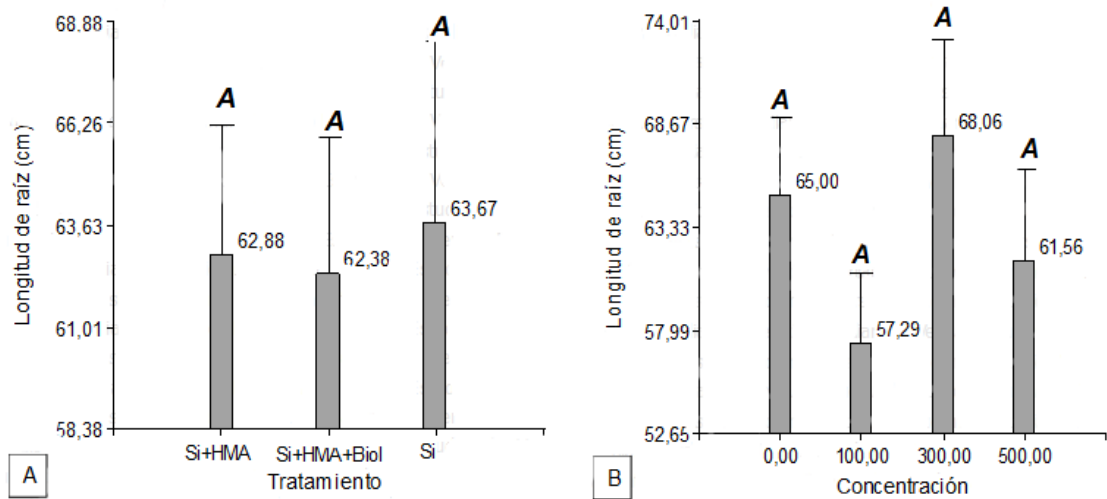 68.88
66,26
63,63
61,01
58,38
Longitud de raíz (cm)
A
A
A
62,88
62,38
63,67
Si+HMA
Si+HMA+Biol
Si
Tratamiento
A
74,01
68,67
63,33
57,99
52,65
Longitud de raíz (cm)
A
A
A
A
65,00
57,29
68,06
61,56
0,00
100,00
300,00
500,00
Concentración
B